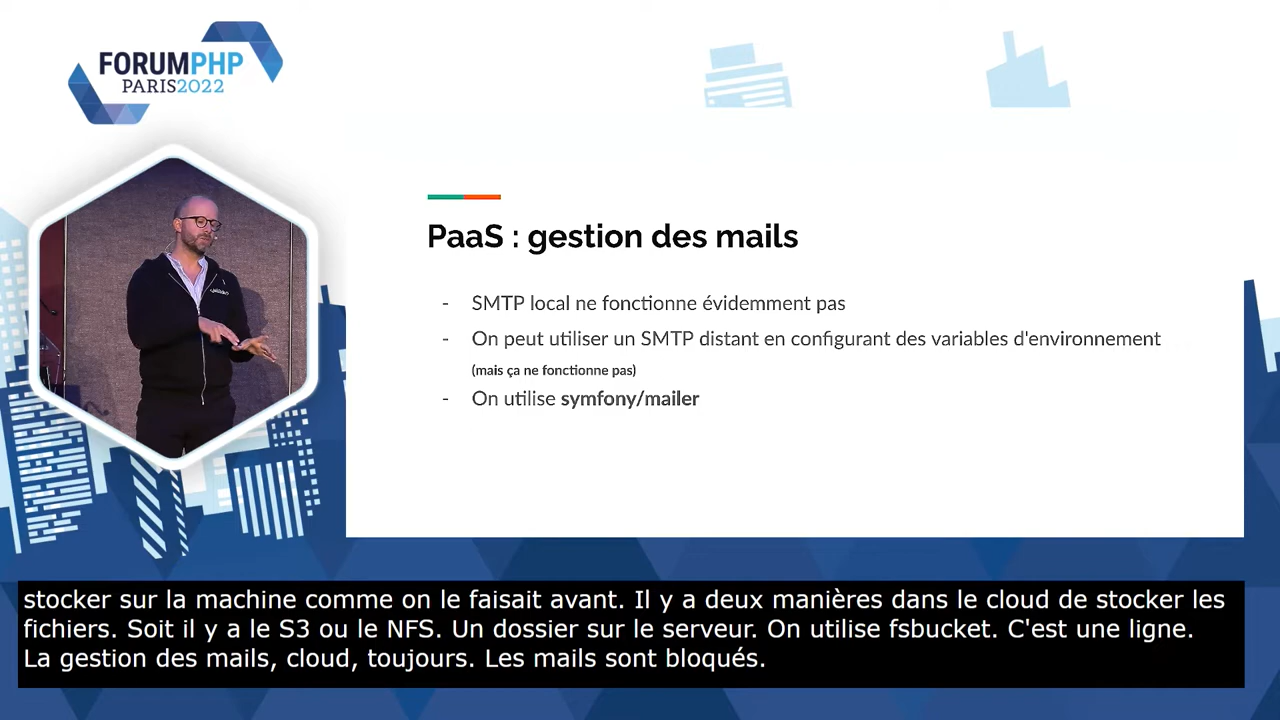 FORUMPHP
PARIS2022
PaaS : gestion des mails
- SMTP local ne fonctionne évidemment pas
- On peut utiliser un SMTP distant en configurant des variables d'environnement
(mais ça ne fonctionne pas)
- On utilise symfony/mailer
stocker sur la machine comme on le faisait avant. Il y a deux manières dans le cloud de stocker les
fichiers. Soit il y a le S3 ou le NFS. Un dossier sur le serveur. On utilise fsbucket. C'est une ligne.
La gestion des mails, cloud, toujours. Les mails sont bloqués.